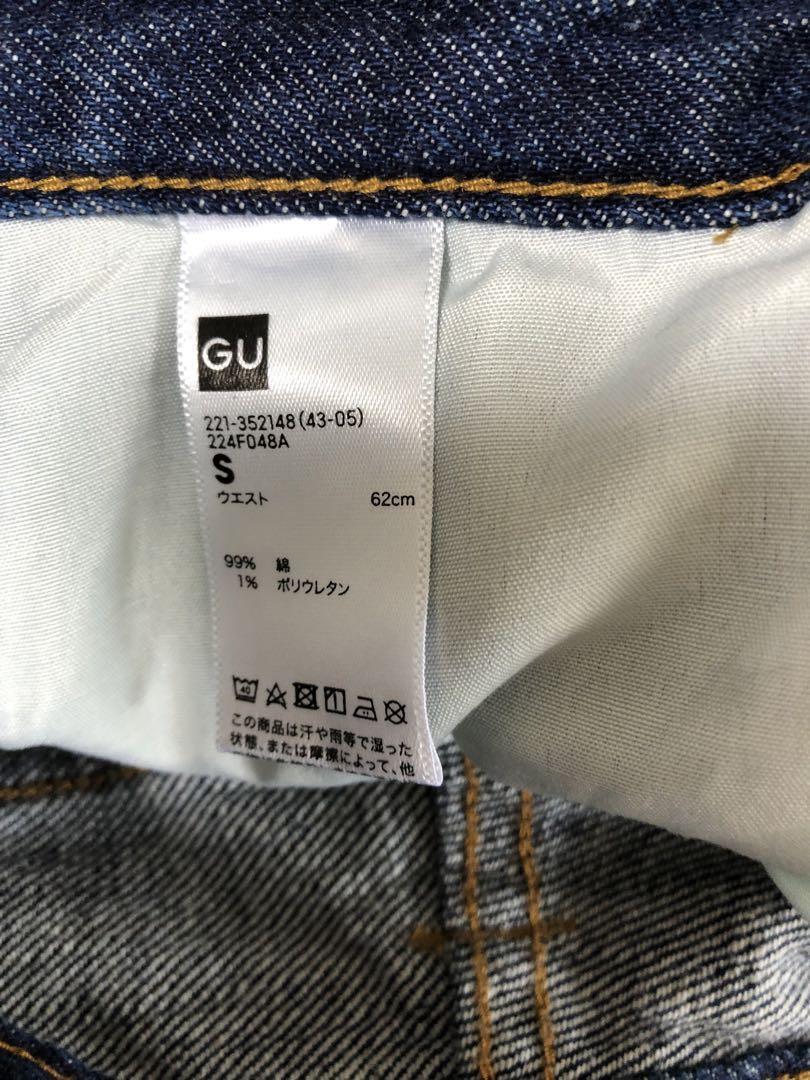 GU
221-352148(43-05)
224F048A
S
ウエスト 62cm
99% 綿
1% ポリウレタン
40
この商品は汗や雨等で湿った
状態、または摩擦によって、他